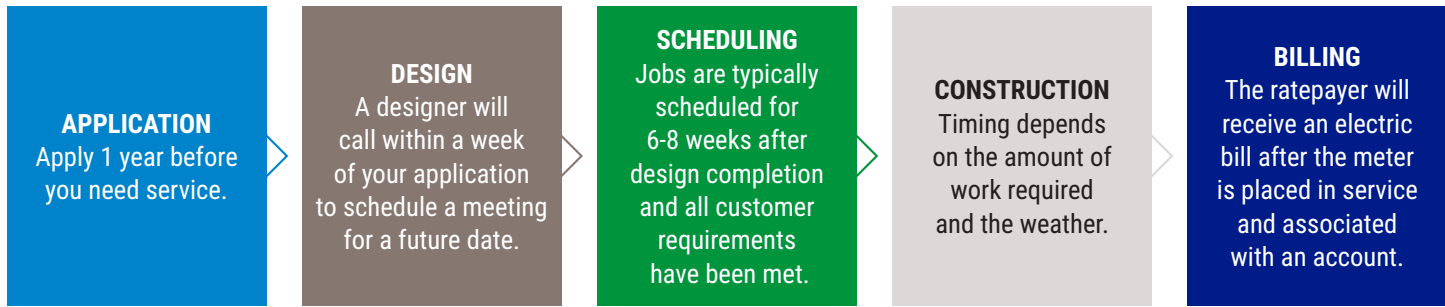 APPLICATION
Apply 1 year before
you need service.
DESIGN
A designer will
call within a week
of your application
to schedule a meeting
for a future date.
SCHEDULING
Jobs are typically
scheduled for
6-8 weeks after
design completion
and all customer
requirements
have been met.
CONSTRUCTION
Timing depends
on the amount of
work required
and the weather.
BILLING
The ratepayer will
receive an electric
bill after the meter
is placed in service
and associated
with an account.